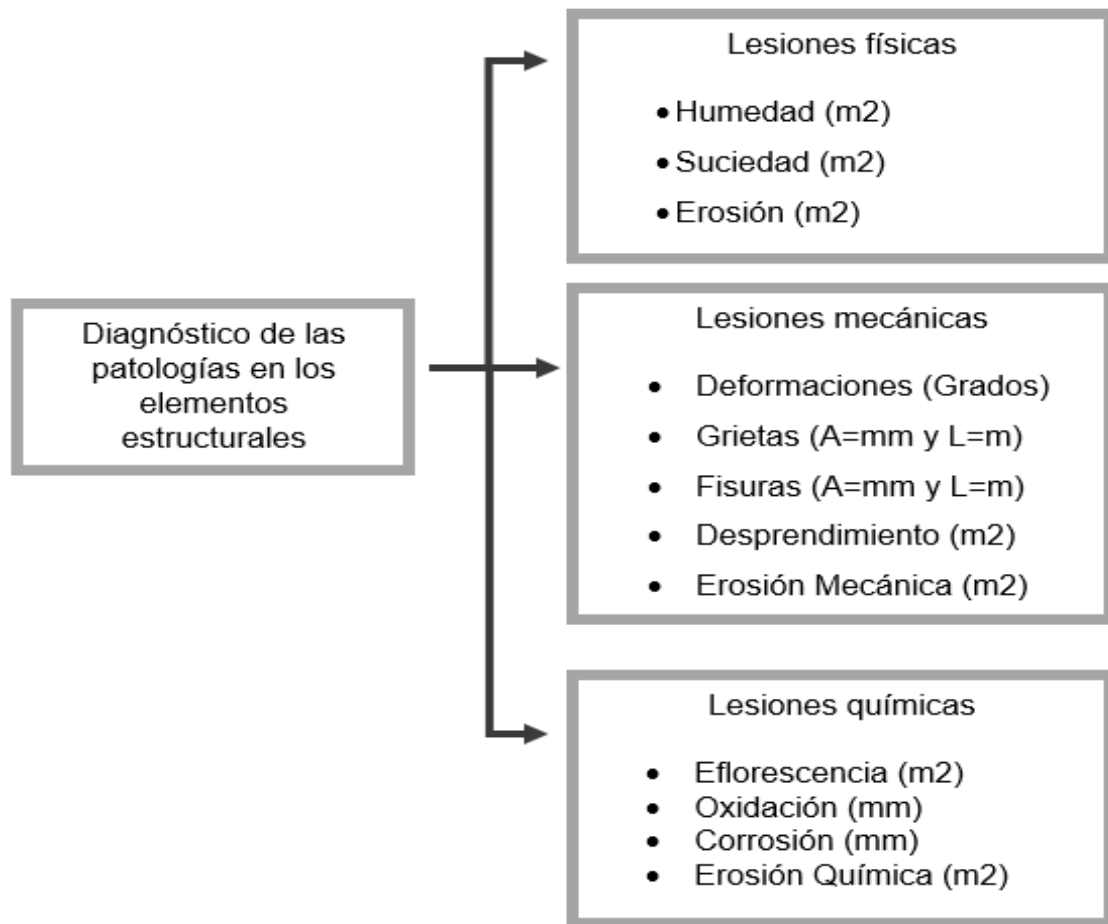 Diagnóstico de las
patologías en los
elementos
estructurales
Lesiones físicas
• Humedad (m2)
• Suciedad (m2)
• Erosión (m2)
Lesiones mecánicas
• Deformaciones (Grados)
• Grietas (A=mm y L=m)
• Fisuras (A=mm y L=m)
• Desprendimiento (m2)
• Erosión Mecánica (m2)
Lesiones químicas
• Eflorescencia (m2)
• Oxidación (mm)
• Corrosión (mm)
• Erosión Química (m2)